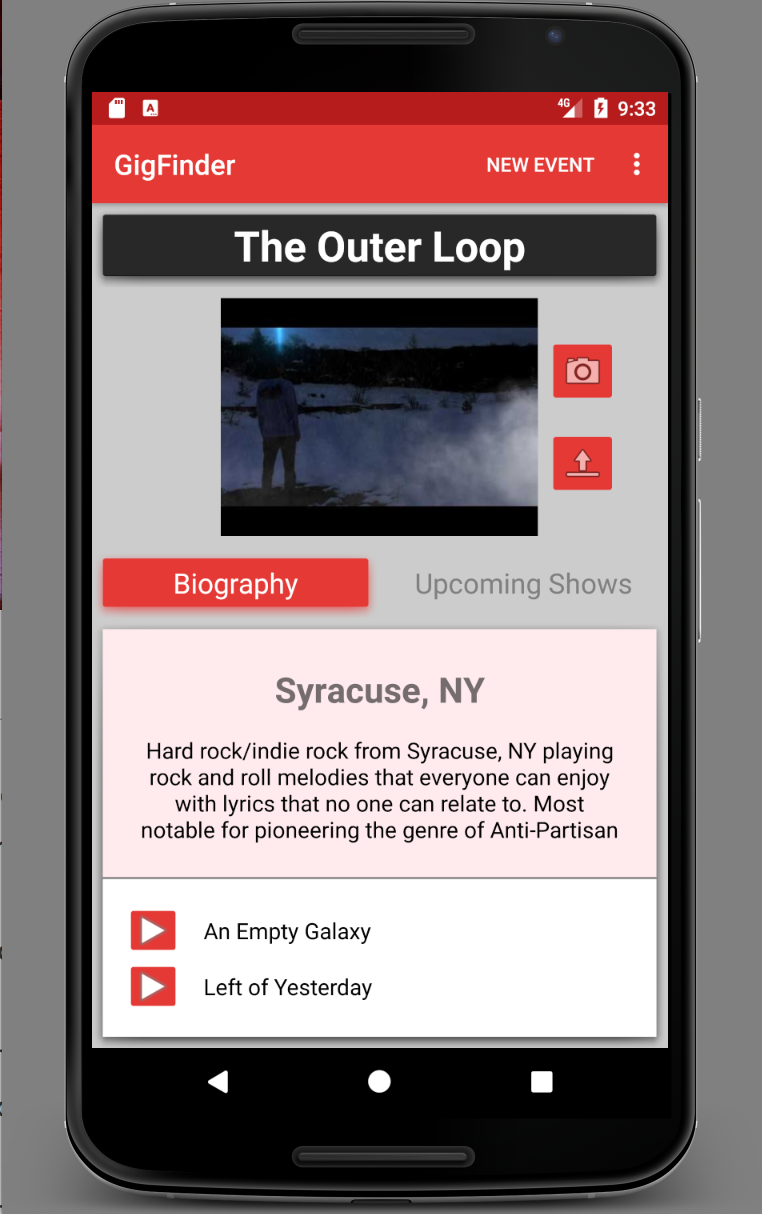 4G 9:33
GigFinder NEW EVENT
The Outer Loop
Biography Upcoming Shows
Syracuse, NY
Hard rock/indie rock from Syracuse, NY playing
rock and roll melodies that everyone can enjoy
with lyrics that no one can relate to. Most
notable for pioneering the genre of Anti-Partisan
An Empty Galaxy
Left of Yesterday